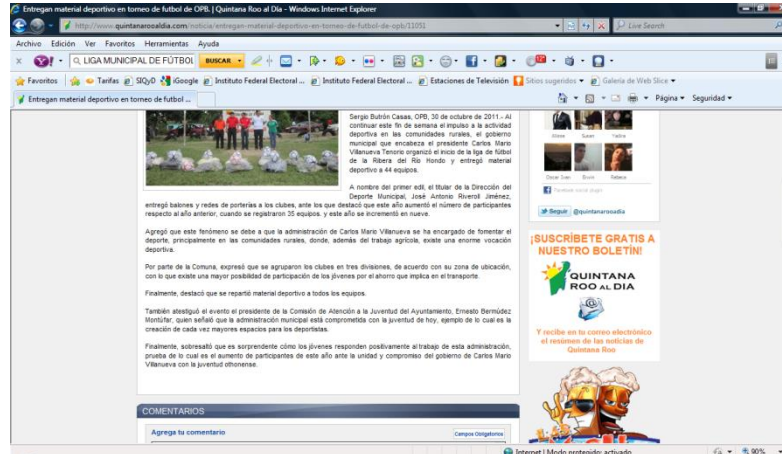 Entregan material deportivo en torneo de futbol de OPB. | Quintana Roo al Dia - Windows Internet Explorer
http://www.quintanarooaldia.com/noticia/entregan-material-deportivo-en-torneo-de-futbol-de-opb/11051
Live Search
Archivo Edición Ver Favoritos Herramientas Ayuda
LIGA MUNICIPAL DE FÚTBOL
BUSCAR
Favoritos Tarifas SIQyD iGoogle Instituto Federal Electoral ... Instituto Federal Electoral ... Estaciones de Televisión Sitios sugeridos Galería de Web Slice
Entregan material deportivo en torneo de futbol ...
Página Seguridad
Sergio Butrón Casas, OPB, 30 de octubre de 2011.- Al
continuar este fin de semana el impulso a la actividad
deportiva en las comunidades rurales, el gobierno
municipal que encabeza el presidente Carlos Mario
Villanueva Tenorio organizó el inicio de la liga de fútbol
de la Ribera del Río Hondo y entregó material
deportivo a 44 equipos.
A nombre del primer edil, el titular de la Dirección del
Deporte Municipal, José Antonio Riveroll Jiménez,
entregó balones y redes de porterías a los clubes, ante los que destacó que este año aumentó el número de participantes
respecto al año anterior, cuando se registraron 35 equipos. y este año se incrementó en nueve.
Agregó que este fenómeno se debe a que la administración de Carlos Mario Villanueva se ha encargado de fomentar el
deporte, principalmente en las comunidades rurales, donde, además del trabajo agrícola, existe una enorme vocación
deportiva.
Por parte de la Comuna, expresó que se agruparon los clubes en tres divisiones, de acuerdo con su zona de ubicación,
con lo que existe una mayor posibilidad de participación de los jóvenes por el ahorro que implica en el transporte.
Finalmente, destacó que se repartió material deportivo a todos los equipos.
También atestiguó el evento el presidente de la Comisión de Atención a la Juventud del Ayuntamiento, Ernesto Bermúdez
Montúfar, quien señaló que la administración municipal está comprometida con la juventud de hoy, ejemplo de lo cual es la
creación de cada vez mayores espacios para los deportistas.
Finalmente, sobresaltó que es sorprendente cómo los jóvenes responden positivamente al trabajo de esta administración,
prueba de lo cual es el aumento de participantes de este año ante la unidad y compromiso del gobierno de Carlos Mario
Villanueva con la juventud othonense.
COMENTARIOS
Agrega tu comentario
Campos Obligatorios
Seguir @quintanarooadia
¡SUSCRIBETE GRATIS A
NUESTRO BOLETÍN!
QUINTANA
ROO AL DIA
Y recibe en tu correo electrónico
el resúmen de las noticias de
Quintana Roo
Internet | Modo protegido: activado
90%